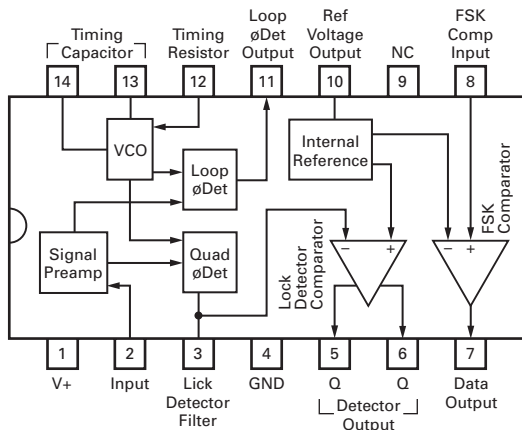 Timing
Capacitor
Timing
Resistor
Loop
øDet
Output
Ref
Voltage
Output
NC
FSK
Comp
Input
14
13
12
11
10
9
8
VCO
Loop
øDet
Internal
Reference
Signal
Preamp
Quad
øDet
Lock
Detector
Comparator
− +
− +
FSK
Comparator
1
2
3
4
5
6
7
V+
Input
Lick
Detector
Filter
GND
Q
Q
Detector
Output
Data
Output